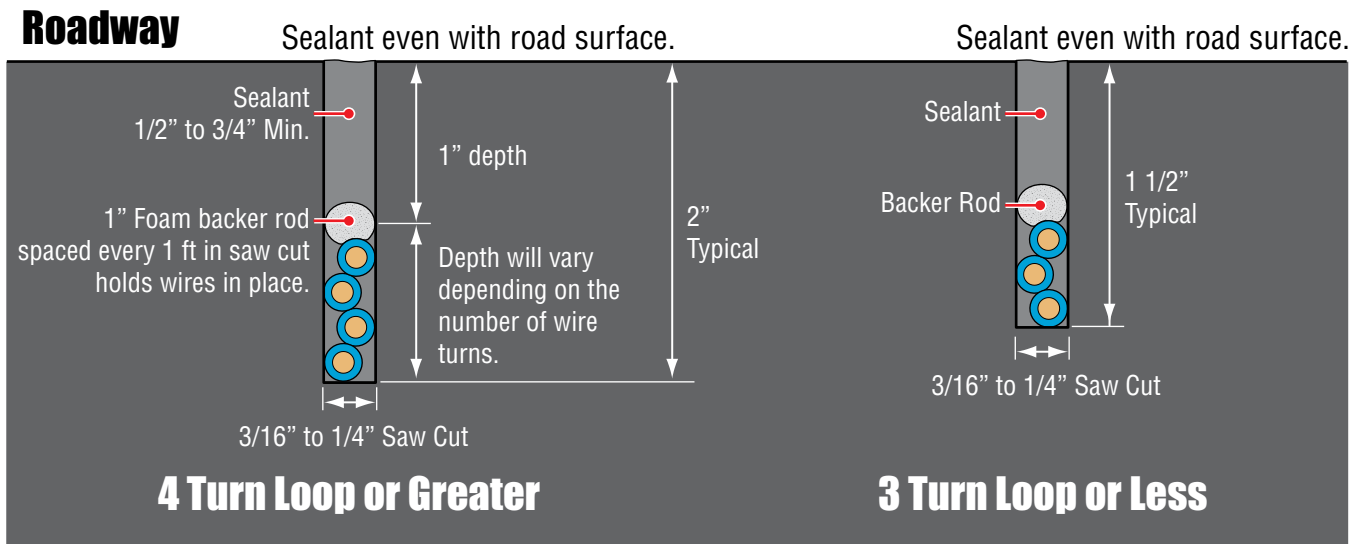 Roadway
Sealant even with road surface.
Sealant even with road surface.
Sealant
1/2” to 3/4” Min.
1” depth
1” Foam backer rod
spaced every 1 ft in saw cut
holds wires in place.
Depth will vary
depending on the
number of wire
turns.
2”
Typical
3/16” to 1/4” Saw Cut
4 Turn Loop or Greater
Sealant
Backer Rod
1 1/2”
Typical
3/16” to 1/4” Saw Cut
3 Turn Loop or Less